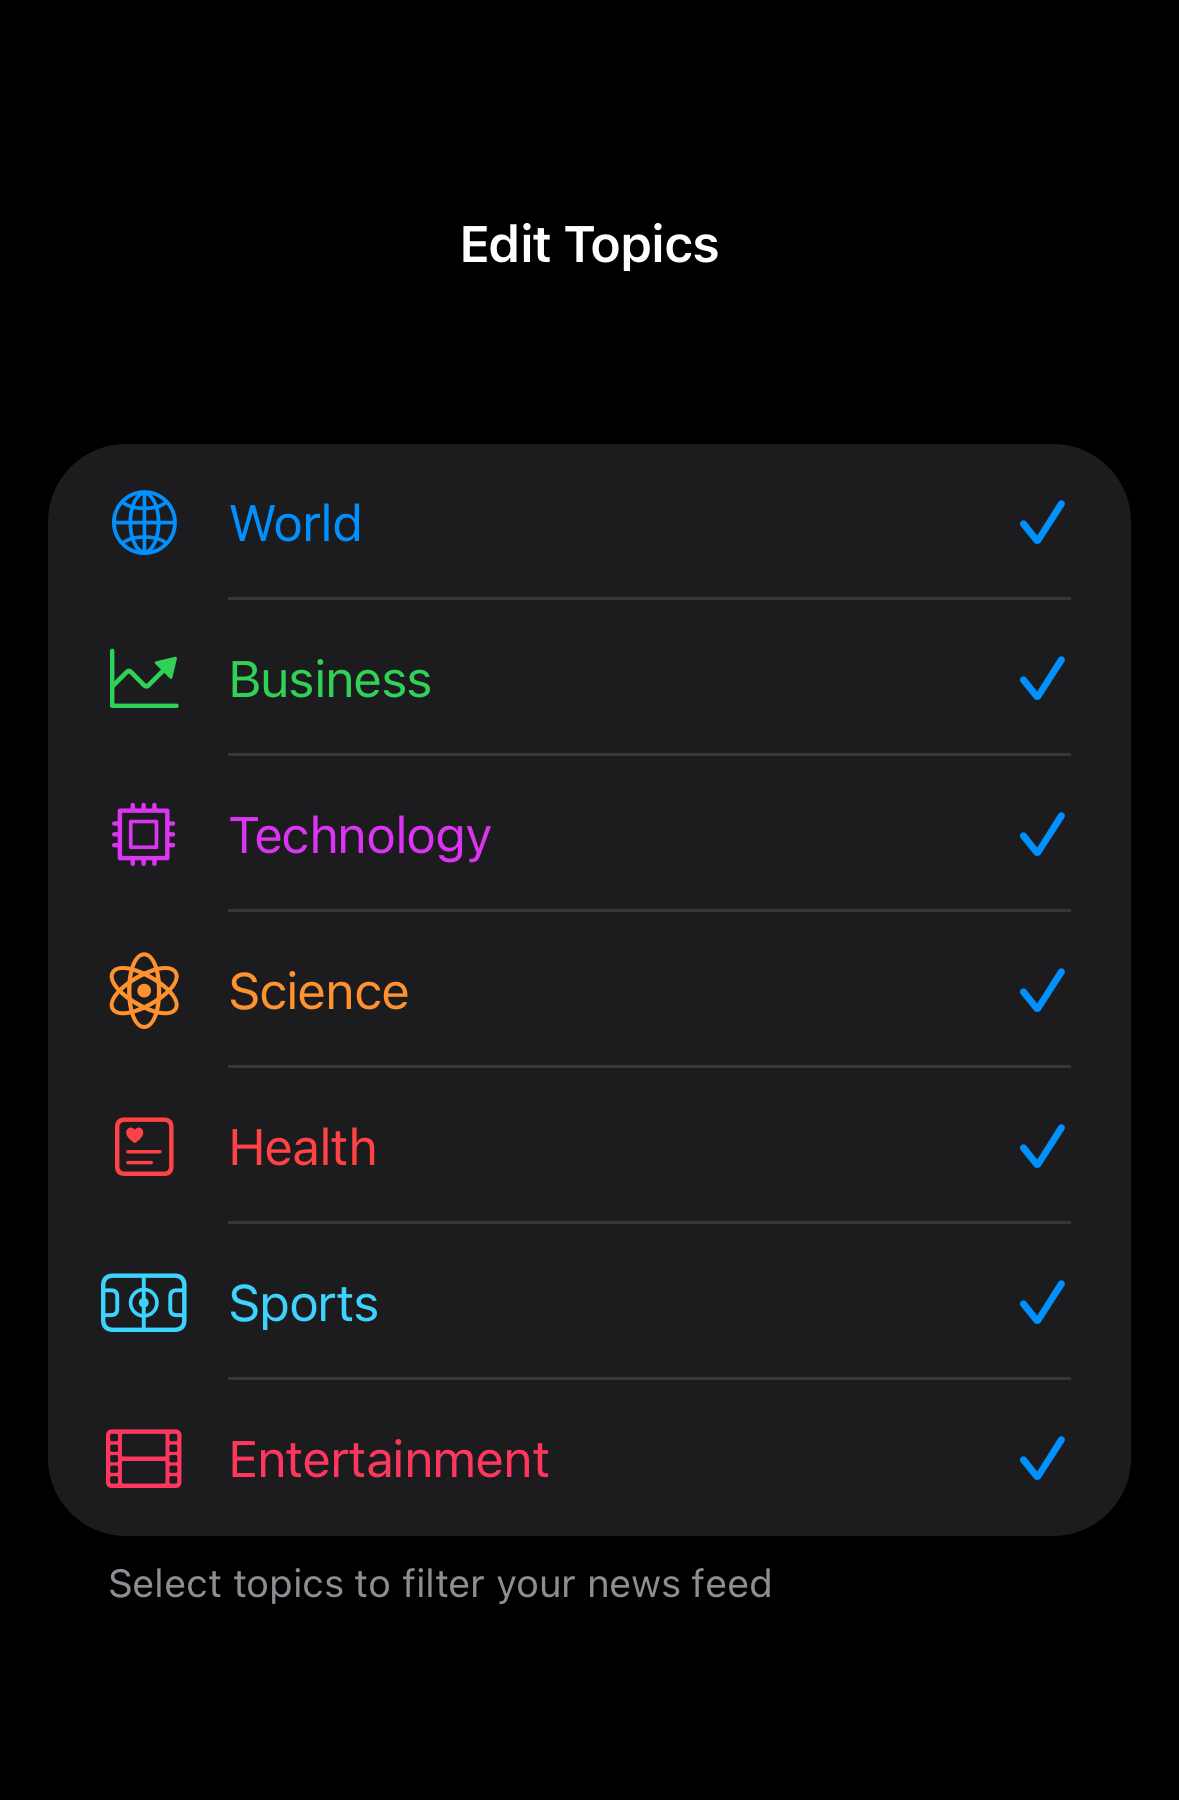 Edit Topics
World
Business
Technology
Science
Health
Sports
Entertainment
Select topics to filter your news feed